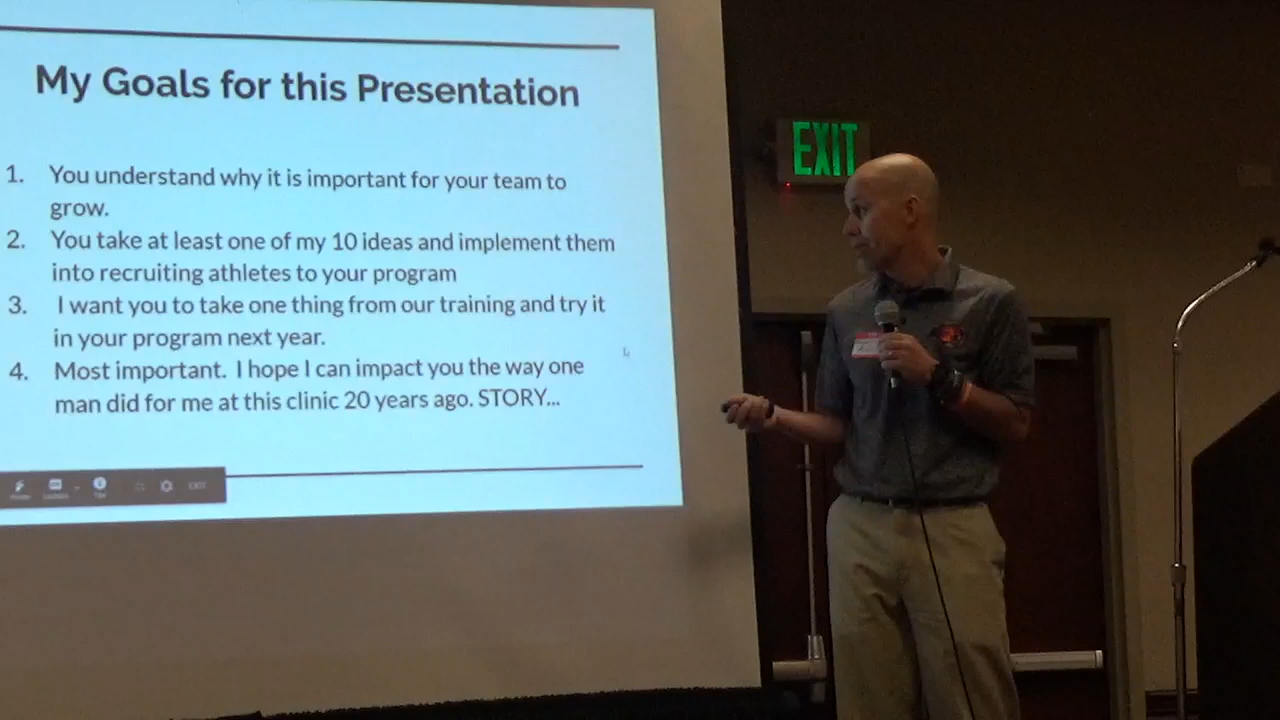 My Goals for this Presentation
1. You understand why it is important for your team to
grow.
2. You take at least one of my 10 ideas and implement them
into recruiting athletes to your program
3. I want you to take one thing from our training and try it
in your program next year.
4. Most important. I hope I can impact you the way one
man did for me at this clinic 20 years ago. STORY...
EXIT
EXIT